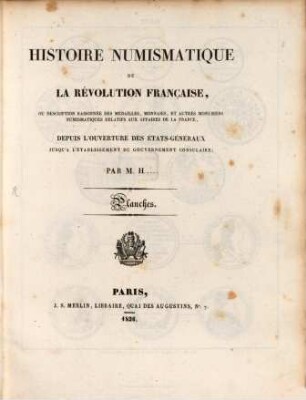 HISTOIRE NUMISMATIQUE
DE
LA RÉVOLUTION FRANÇAISE,
OU DESCRIPTION RAISONNÉE DES MÉDAILLES, MONNAIES, ET AUTRES MONUMENS
NUMISMATIQUES RELATIFS AUX AFFAIRES DE LA FRANCE,
DEPUIS L'OUVERTURE DES ÉTATS-GÉNÉRAUX
JUSQU'A L'ÉTABLISSEMENT DU GOUVERNEMENT CONSULAIRE;
PAR M. H....
Planches.
PARIS,
J. S. MERLIN, LIBRAIRE, QUAI DES AUGUSTINS, N° 7.
1826.